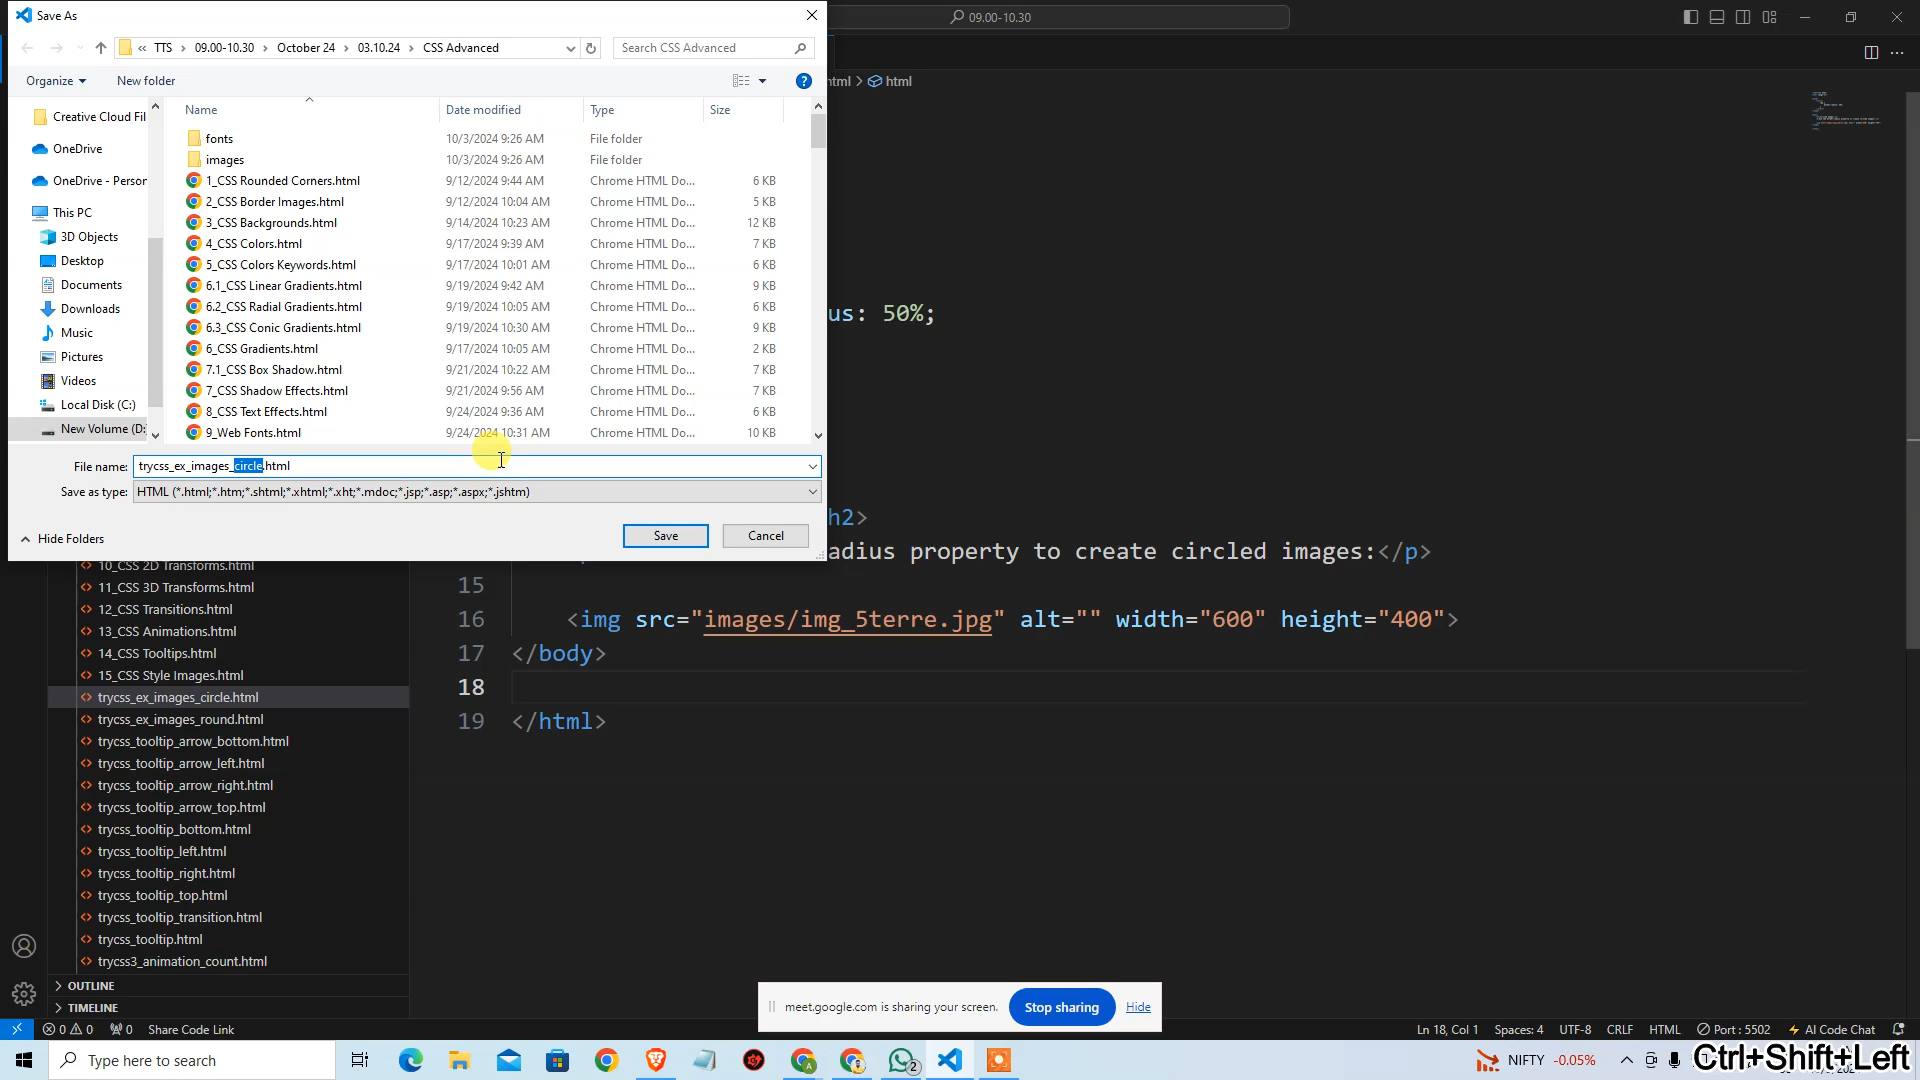 Save As
09.00-10.30
« TTS > 09.00-10.30 > October 24 > 03.10.24 > CSS Advanced
Search CSS Advanced
Organize
New folder
html > html
Name Date modified Type Size
Creative Cloud Fil
OneDrive
OneDrive - Person
This PC
3D Objects
Desktop
Documents
Downloads
Music
Pictures
Videos
Local Disk (C:)
New Volume (D:
fonts 10/3/2024 9:26 AM File folder
images 10/3/2024 9:26 AM File folder
1_CSS Rounded Corners.html 9/12/2024 9:44 AM Chrome HTML Do... 6 KB
2_CSS Border Images.html 9/12/2024 10:04 AM Chrome HTML Do... 5 KB
3_CSS Backgrounds.html 9/14/2024 10:23 AM Chrome HTML Do... 12 KB
4_CSS Colors.html 9/17/2024 9:39 AM Chrome HTML Do... 7 KB
5_CSS Colors Keywords.html 9/17/2024 10:01 AM Chrome HTML Do... 6 KB
6.1_CSS Linear Gradients.html 9/19/2024 9:42 AM Chrome HTML Do... 9 KB
6.2_CSS Radial Gradients.html 9/19/2024 10:05 AM Chrome HTML Do... 6 KB
6.3_CSS Conic Gradients.html 9/19/2024 10:30 AM Chrome HTML Do... 9 KB
6_CSS Gradients.html 9/17/2024 10:05 AM Chrome HTML Do... 2 KB
7.1_CSS Box Shadow.html 9/21/2024 10:22 AM Chrome HTML Do... 7 KB
7_CSS Shadow Effects.html 9/21/2024 9:56 AM Chrome HTML Do... 7 KB
8_CSS Text Effects.html 9/24/2024 9:36 AM Chrome HTML Do... 6 KB
9_Web Fonts.html 9/24/2024 10:31 AM Chrome HTML Do... 10 KB
File name: trycss_ex_images_circle.html
Save as type: HTML (*.html;*.htm;*.shtml;*.xhtml;*.xht;*.mdoc;*.jsp;*.asp;*.aspx;*.jshtm)
Hide Folders
Save
Cancel
us: 50%;
h2>
adius property to create circled images:</p>
15
16 <img src="images/img_5terre.jpg" alt="" width="600" height="400">
17 </body>
18
19 </html>
10_CSS 2D Transforms.html
11_CSS 3D Transforms.html
12_CSS Transitions.html
13_CSS Animations.html
14_CSS Tooltips.html
15_CSS Style Images.html
trycss_ex_images_circle.html
trycss_ex_images_round.html
trycss_tooltip_arrow_bottom.html
trycss_tooltip_arrow_left.html
trycss_tooltip_arrow_right.html
trycss_tooltip_arrow_top.html
trycss_tooltip_bottom.html
trycss_tooltip_left.html
trycss_tooltip_right.html
trycss_tooltip_top.html
trycss_tooltip_transition.html
trycss_tooltip.html
trycss3_animation_count.html
OUTLINE
TIMELINE
meet.google.com is sharing your screen.
Stop sharing
Hide
0 0 0 Share Code Link
Ln 18, Col 1 Spaces: 4 UTF-8 CRLF HTML Port : 5502 AI Code Chat
Type here to search
2
NIFTY -0.05%
Ctrl+Shift+Left